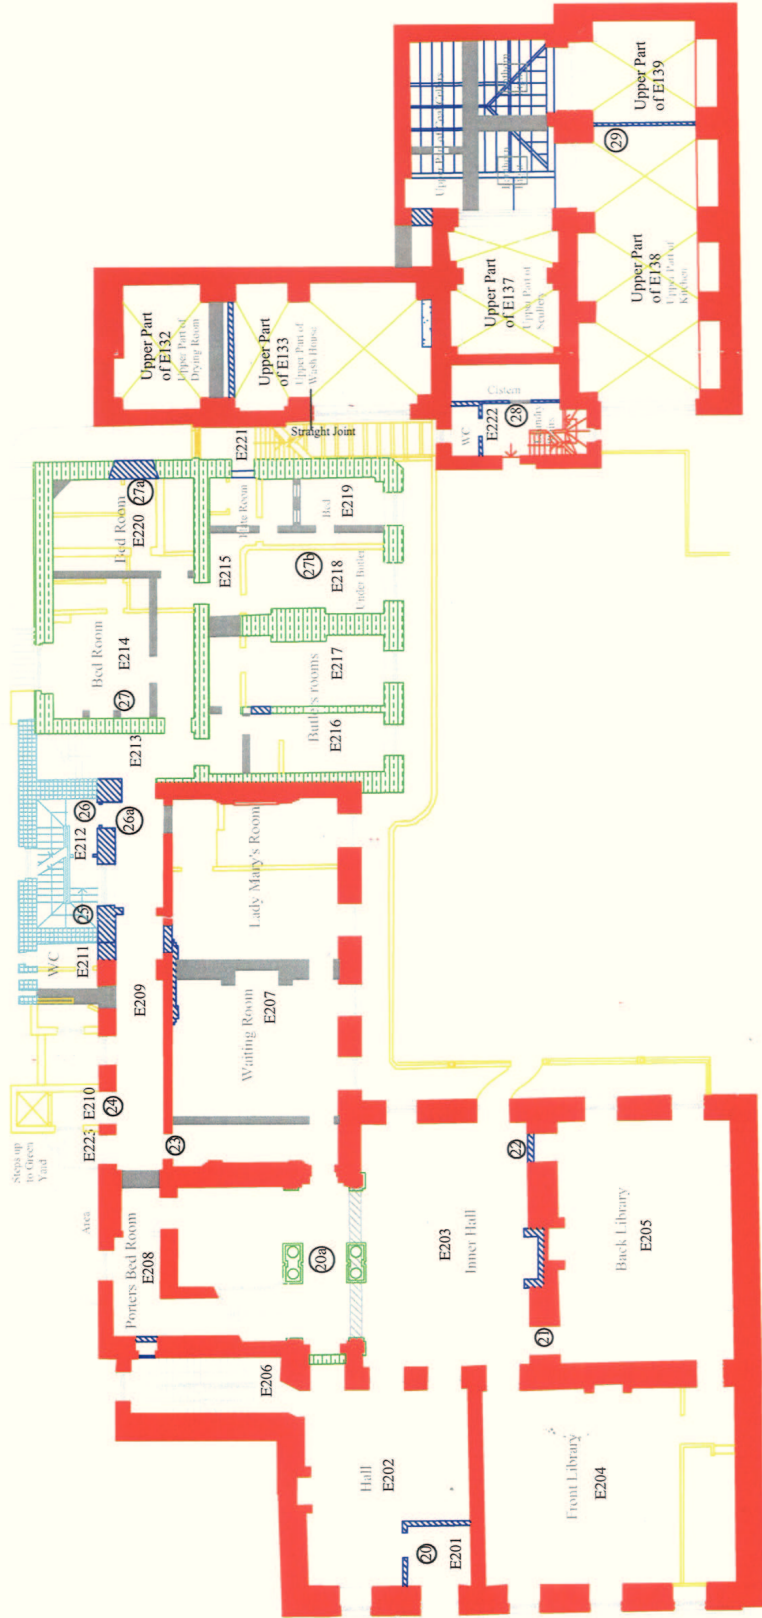 Upper Part
of E139
29
Upper Part
of E138
Upper Part of
Kitchen
Upper Part
of E137
Upper Part of
Scullery
Upper Part
of E132
Upper Part of
Drying Room
Upper Part
of E133
Upper Part of
Wash House
Cistern
WC
E222
28
Straight Joint
E221
27a
Bed Room
E220
Bed
E219
E215
27b
E218
Under Butler
Bed Room
E214
27
E217
Butler's rooms
E216
E213
26
26a
E212
25
WC
E211
E209
Lady Mary's Room
Waiting Room
E207
E210
24
E223
23
Steps up
to Green
Yard
Area
Porters Bed Room
E208
20a
E203
Inner Hall
22
21
Back Library
E205
E206
Hall
E202
20
E201
Front Library
E204